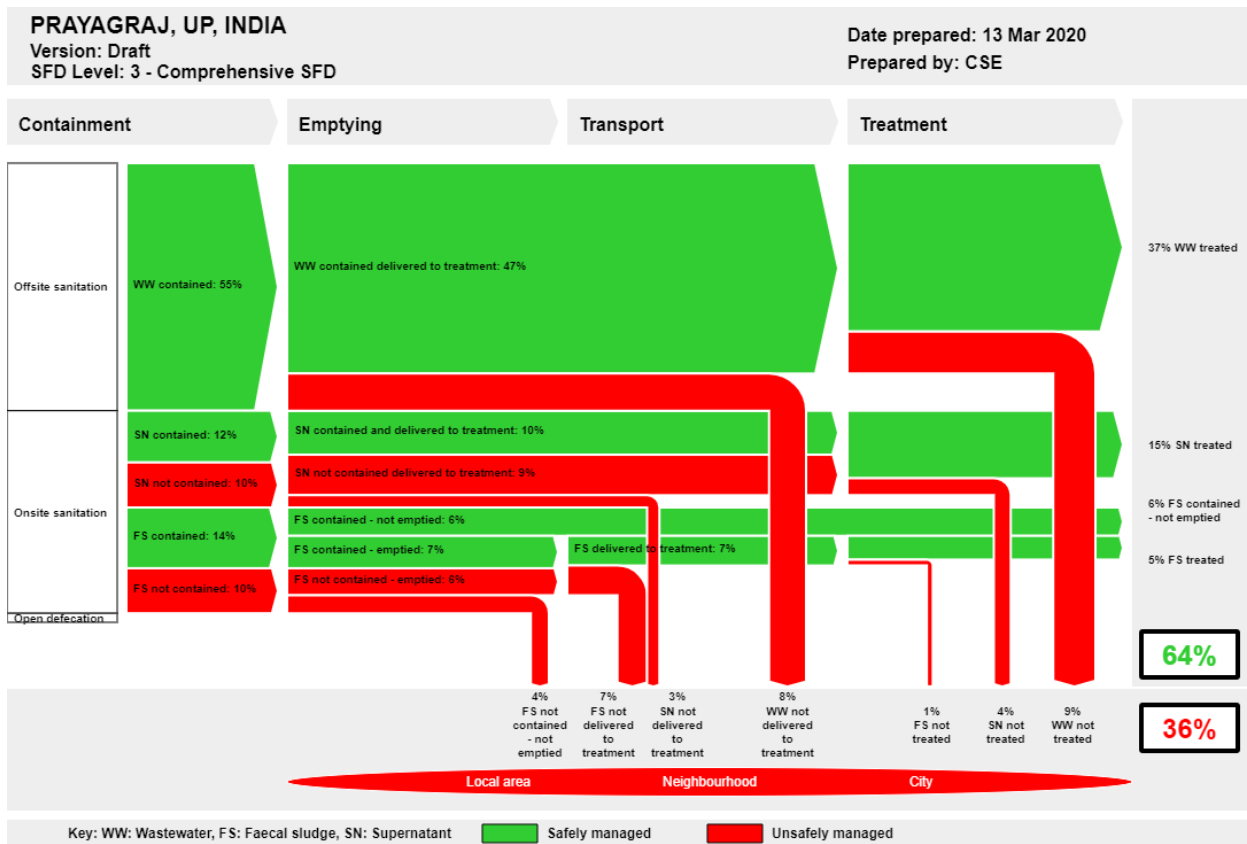 PRAYAGRAJ, UP, INDIA
Version: Draft
SFD Level: 3 - Comprehensive SFD
Date prepared: 13 Mar 2020
Prepared by: CSE
Containment
Emptying
Transport
Treatment
Offsite sanitation
WW contained: 55%
WW contained delivered to treatment: 47%
37% WW treated
Onsite sanitation
SN contained: 12%
SN contained and delivered to treatment: 10%
15% SN treated
SN not contained: 10%
SN not contained delivered to treatment: 9%
FS contained: 14%
FS contained - not emptied: 6%
6% FS contained
- not emptied
FS contained - emptied: 7%
FS delivered to treatment: 7%
5% FS treated
FS not contained: 10%
FS not contained - emptied: 6%
Open defecation
64%
4%
FS not
contained
- not
emptied
7%
FS not
delivered
to
treatment
3%
SN not
delivered
to
treatment
8%
WW not
delivered
to
treatment
1%
FS not
treated
4%
SN not
treated
9%
WW not
treated
36%
Local area
Neighbourhood
City
Key: WW: Wastewater, FS: Faecal sludge, SN: Supernatant
Safely managed
Unsafely managed